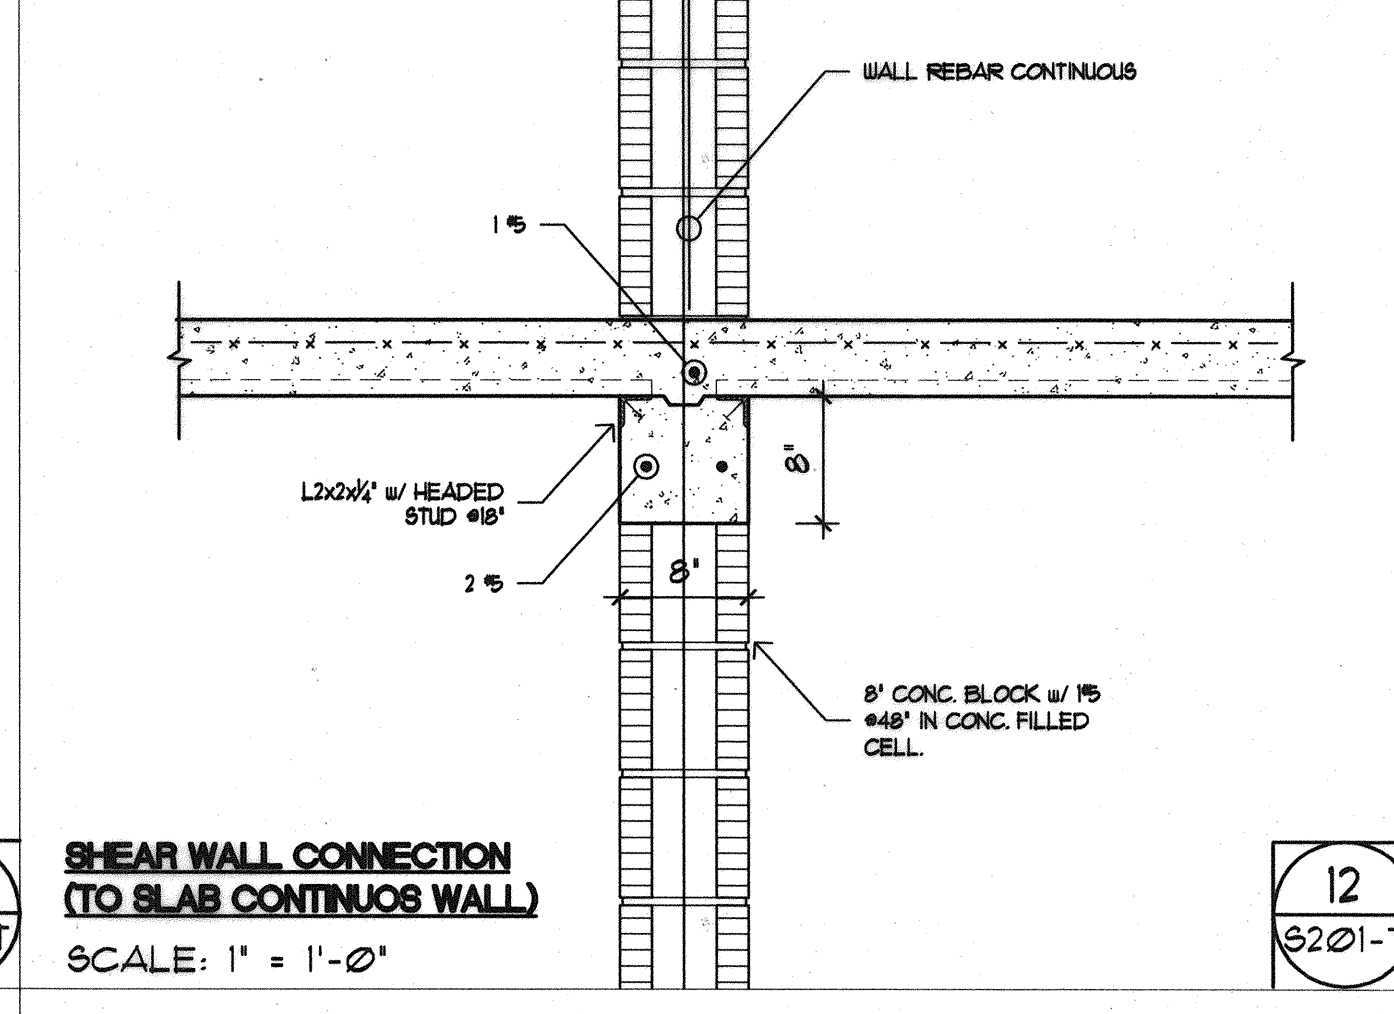 WALL REBAR CONTINUOUS
1 #5
8"
L2x2x¼" w/ HEADED
STUD @18"
2 #5
8"
8" CONC. BLOCK w/ 1#5
@48" IN CONC. FILLED
CELL.
SHEAR WALL CONNECTION
(TO SLAB CONTINUOS WALL)
SCALE: 1" = 1'-0"
12
S201-T